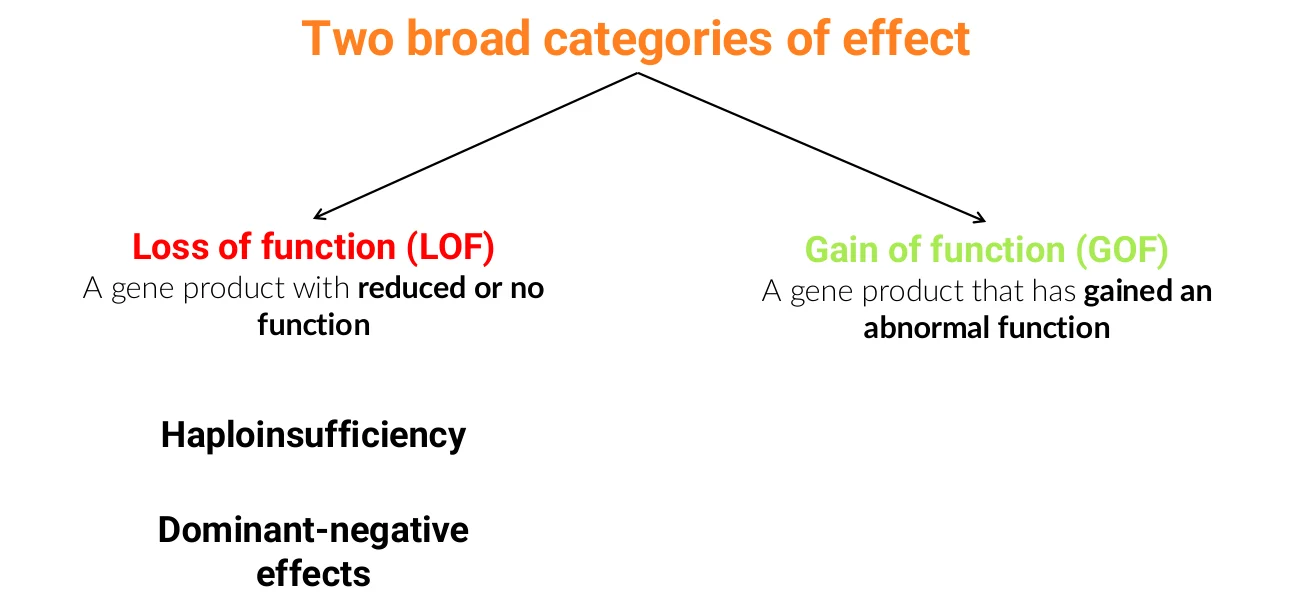 Two broad categories of effect
Loss of function (LOF)
A gene product with reduced or no
function
Gain of function (GOF)
A gene product that has gained an
abnormal function
Haploinsufficiency
Dominant-negative
effects